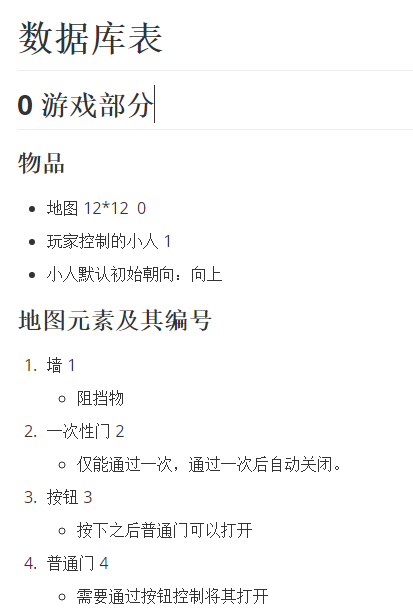 数据库表
0 游戏部分
物品
• 地图 12*12 0
• 玩家控制的小人 1
• 小人默认初始朝向：向上
地图元素及其编号
1. 墙 1
○ 阻挡物
2. 一次性门 2
○ 仅能通过一次，通过一次后自动关闭。
3. 按钮 3
○ 按下之后普通门可以打开
4. 普通门 4
○ 需要通过按钮控制将其打开